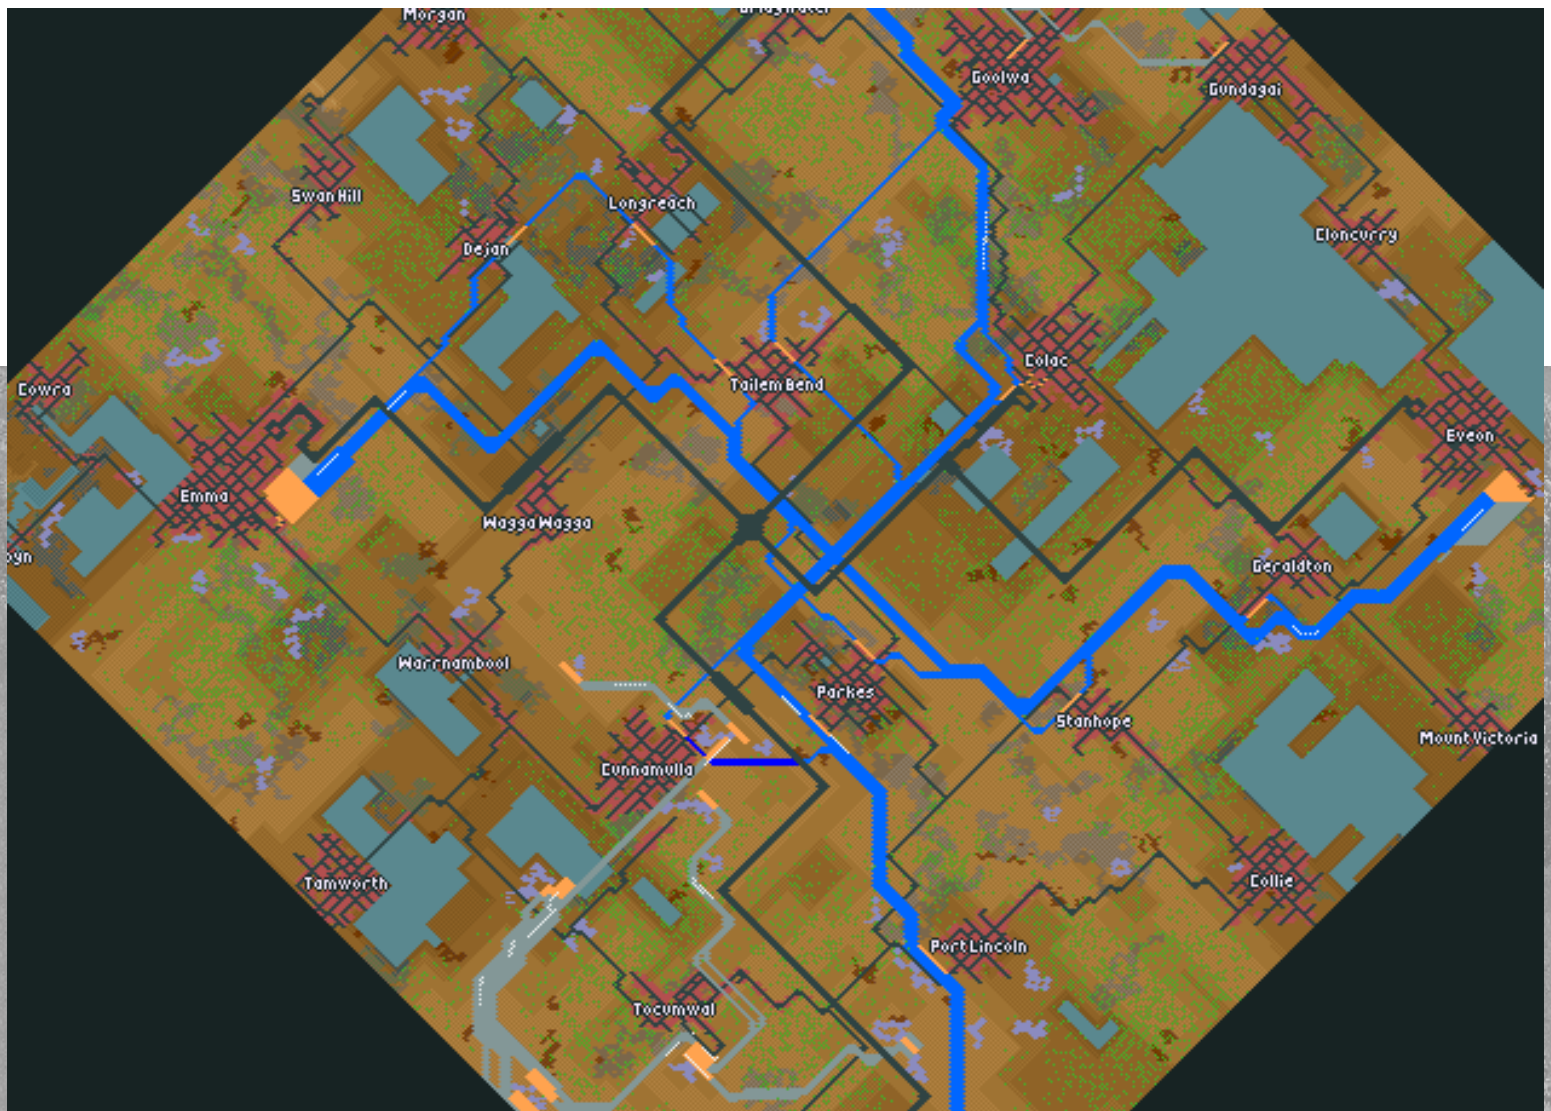 Morgan
Bridgwater
Goolwa
Gundagai
Swan Hill
Longreach
Cloncurry
Dejan
Colac
Tailem Bend
Cowra
Eveon
Emma
Wagga Wagga
Geraldton
Warrnambool
Parkes
Stanhope
Mount Victoria
Cunnamulla
Collie
Tamworth
Port Lincoln
Tocumwal